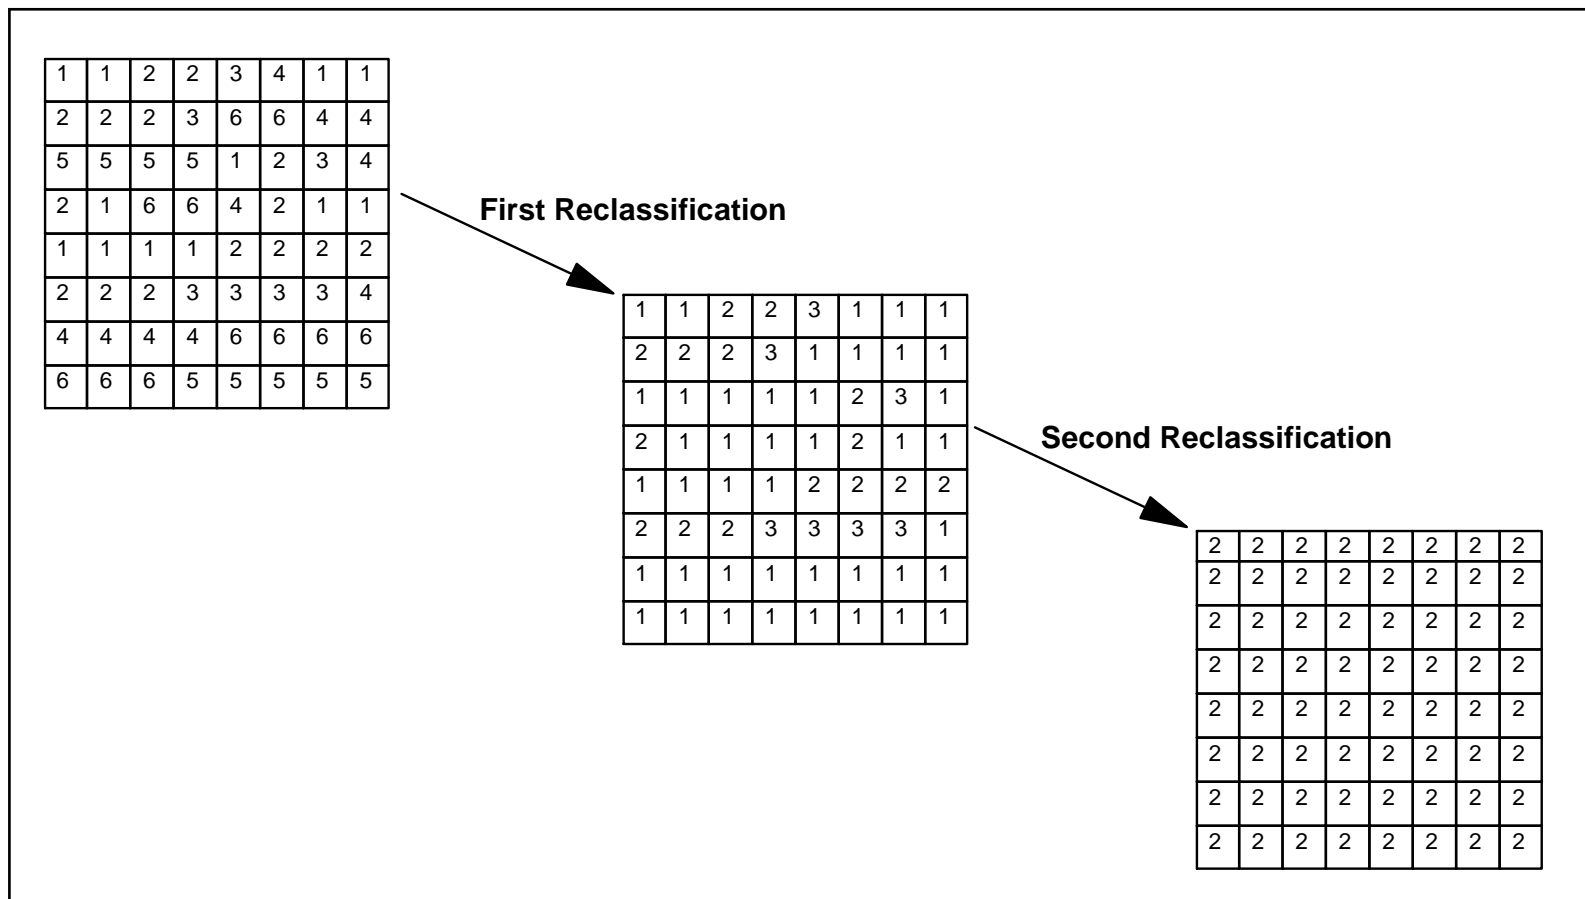 1 1 2 2 3 4 1 1
2 2 2 3 6 6 4 4
5 5 5 5 1 2 3 4
2 1 6 6 4 2 1 1
1 1 1 1 2 2 2 2
2 2 2 3 3 3 3 4
4 4 4 4 6 6 6 6
6 6 6 5 5 5 5 5
First Reclassification
1 1 2 2 3 1 1 1
2 2 2 3 1 1 1 1
1 1 1 1 1 2 3 1
2 1 1 1 1 2 1 1
1 1 1 1 2 2 2 2
2 2 2 3 3 3 3 1
1 1 1 1 1 1 1 1
1 1 1 1 1 1 1 1
Second Reclassification
2 2 2 2 2 2 2 2
2 2 2 2 2 2 2 2
2 2 2 2 2 2 2 2
2 2 2 2 2 2 2 2
2 2 2 2 2 2 2 2
2 2 2 2 2 2 2 2
2 2 2 2 2 2 2 2
2 2 2 2 2 2 2 2